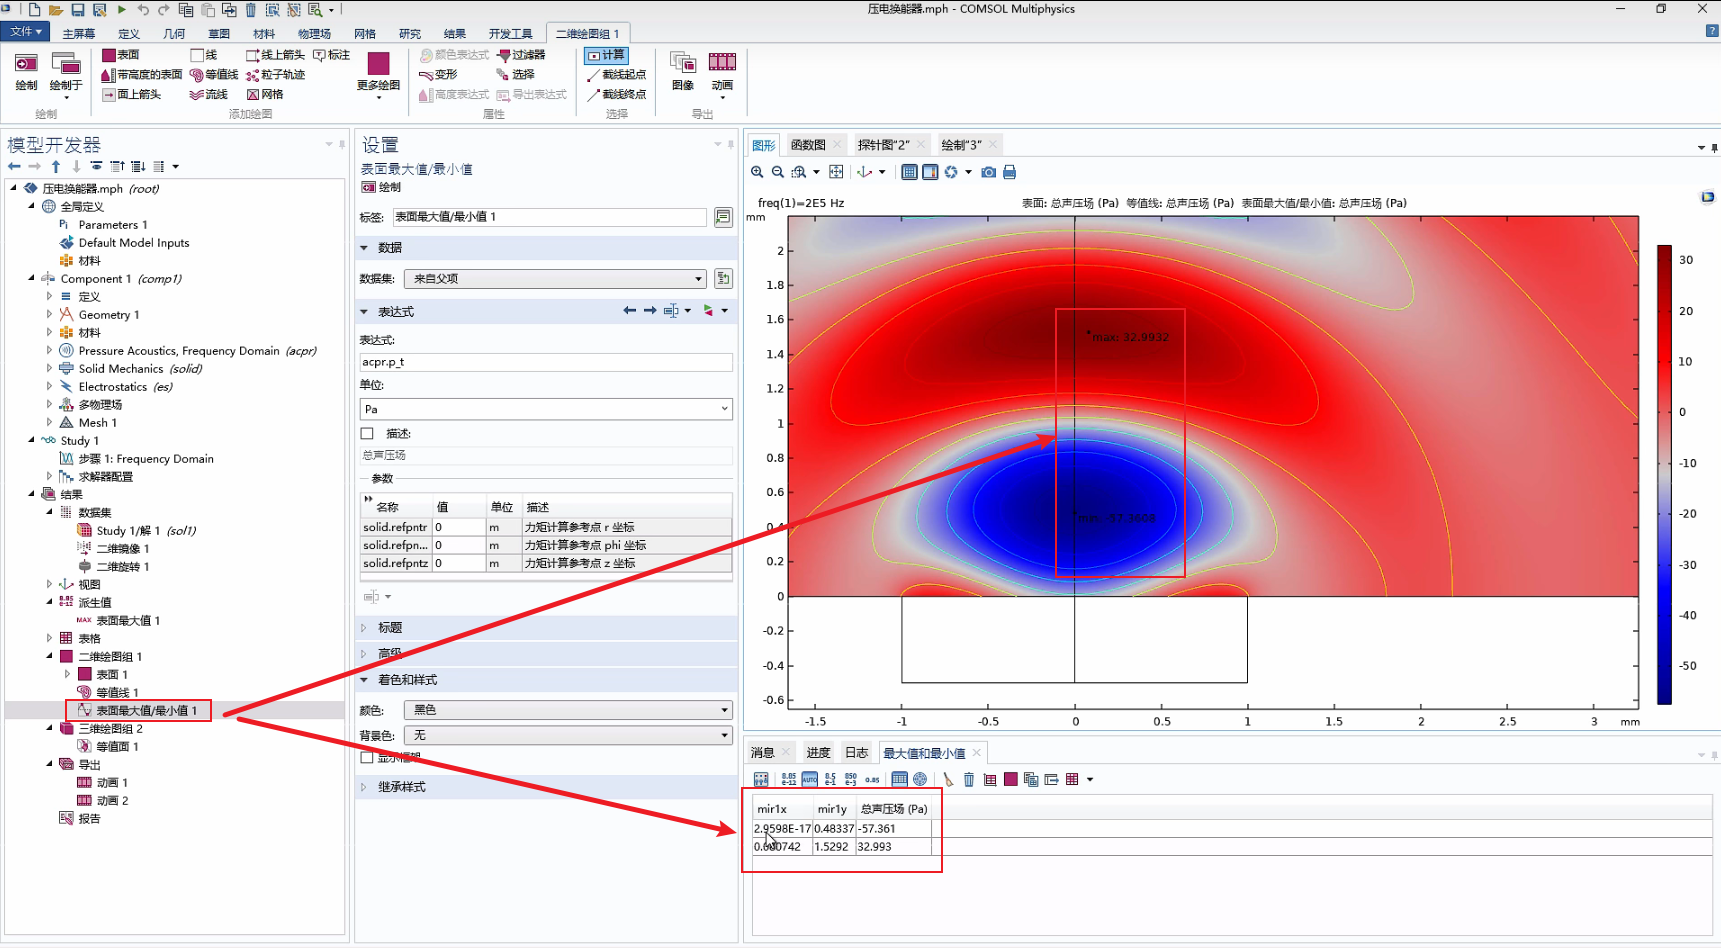 压电换能器.mph - COMSOL Multiphysics
文件 主屏幕 定义 几何 草图 材料 物理场 网格 研究 结果 开发工具 二维绘图组 1
绘制 绘制于
表面 线 线上箭头 标注
带高度的表面 等值线 粒子轨迹
面上箭头 流线 网格
更多绘图
颜色表达式 过滤器
变形 选择
高度表达式 导出表达式
计算
截线起点
截线终点
图像 动画
绘制 添加绘图 属性 选择 导出
模型开发器
压电换能器.mph (root)
全局定义
Pi Parameters 1
Default Model Inputs
材料
Component 1 (comp1)
定义
Geometry 1
材料
Pressure Acoustics, Frequency Domain (acpr)
Solid Mechanics (solid)
Electrostatics (es)
多物理场
Mesh 1
Study 1
步骤 1: Frequency Domain
求解器配置
结果
数据集
Study 1/解 1 (sol1)
二维镜像 1
二维旋转 1
视图
8.85 e-12 派生值
MAX 表面最大值 1
表格
二维绘图组 1
表面 1
等值线 1
表面最大值/最小值 1
三维绘图组 2
等值面 1
导出
动画 1
动画 2
报告
设置
表面最大值/最小值
绘制
标签: 表面最大值/最小值 1
数据
数据集: 来自父项
表达式
表达式:
acpr.p_t
单位:
Pa
描述:
总声压场
参数
名称 值 单位 描述
solid.refpntr 0 m 力矩计算参考点 r 坐标
solid.refpn... 0 m 力矩计算参考点 phi 坐标
solid.refpntz 0 m 力矩计算参考点 z 坐标
标题
高级
着色和样式
颜色: 黑色
背景色: 无
显示框架
继承样式
图形 函数图 探针图"2" 绘制"3"
freq(1)=2E5 Hz 表面: 总声压场 (Pa) 等值线: 总声压场 (Pa) 表面最大值/最小值: 总声压场 (Pa)
mm
2
1.8
1.6
1.4
1.2
1
0.8
0.6
0.4
0.2
0
-0.2
-0.4
-0.6
max: 32.9932
min: -57.3608
-1.5 -1 -0.5 0 0.5 1 1.5 2 2.5 3 mm
30
20
10
0
-10
-20
-30
-40
-50
消息 进度 日志 最大值和最小值
8.85 e-12 AUTO 8.5 e-1 850 e-3 0.85
mir1x mir1y 总声压场 (Pa)
2.9598E-17 0.48337 -57.361
0.000742 1.5292 32.993